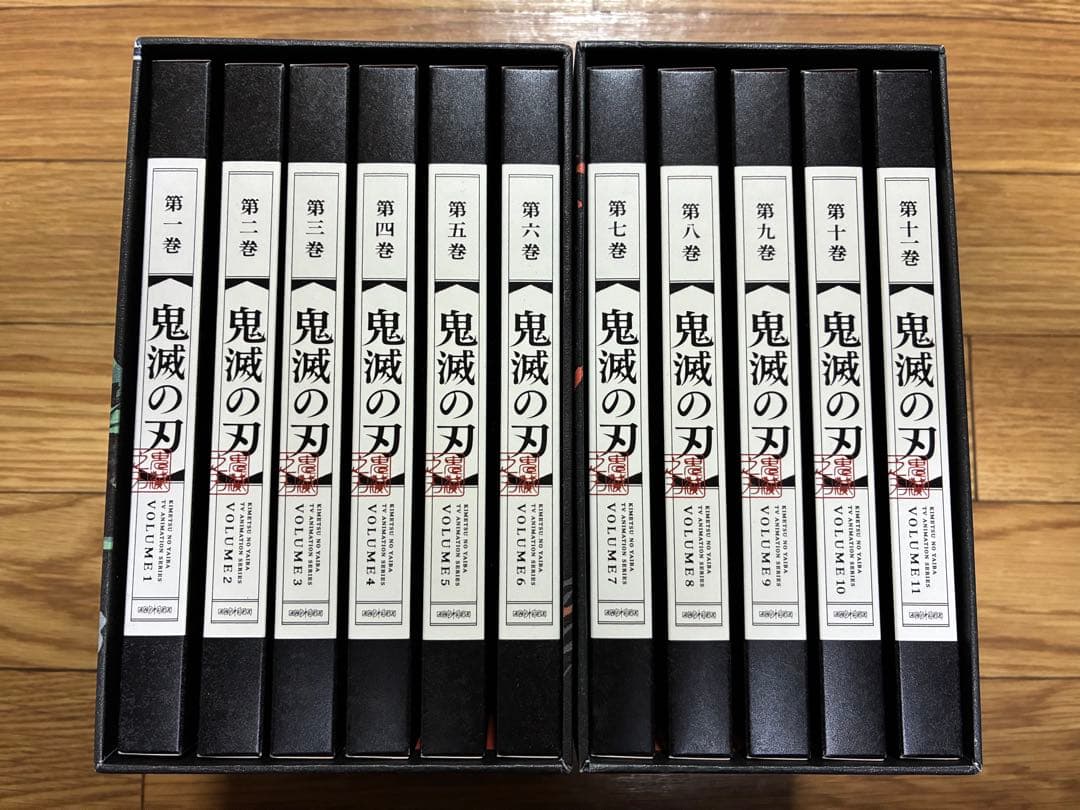 第一巻
鬼滅の刃
KIMETSU NO YAIBA
TV ANIMATION SERIES
VOLUME 1
第二巻
鬼滅の刃
KIMETSU NO YAIBA
TV ANIMATION SERIES
VOLUME 2
第三巻
鬼滅の刃
KIMETSU NO YAIBA
TV ANIMATION SERIES
VOLUME 3
第四巻
鬼滅の刃
KIMETSU NO YAIBA
TV ANIMATION SERIES
VOLUME 4
第五巻
鬼滅の刃
KIMETSU NO YAIBA
TV ANIMATION SERIES
VOLUME 5
第六巻
鬼滅の刃
KIMETSU NO YAIBA
TV ANIMATION SERIES
VOLUME 6
第七巻
鬼滅の刃
KIMETSU NO YAIBA
TV ANIMATION SERIES
VOLUME 7
第八巻
鬼滅の刃
KIMETSU NO YAIBA
TV ANIMATION SERIES
VOLUME 8
第九巻
鬼滅の刃
KIMETSU NO YAIBA
TV ANIMATION SERIES
VOLUME 9
第十巻
鬼滅の刃
KIMETSU NO YAIBA
TV ANIMATION SERIES
VOLUME 10
第十一巻
鬼滅の刃
KIMETSU NO YAIBA
TV ANIMATION SERIES
VOLUME 11